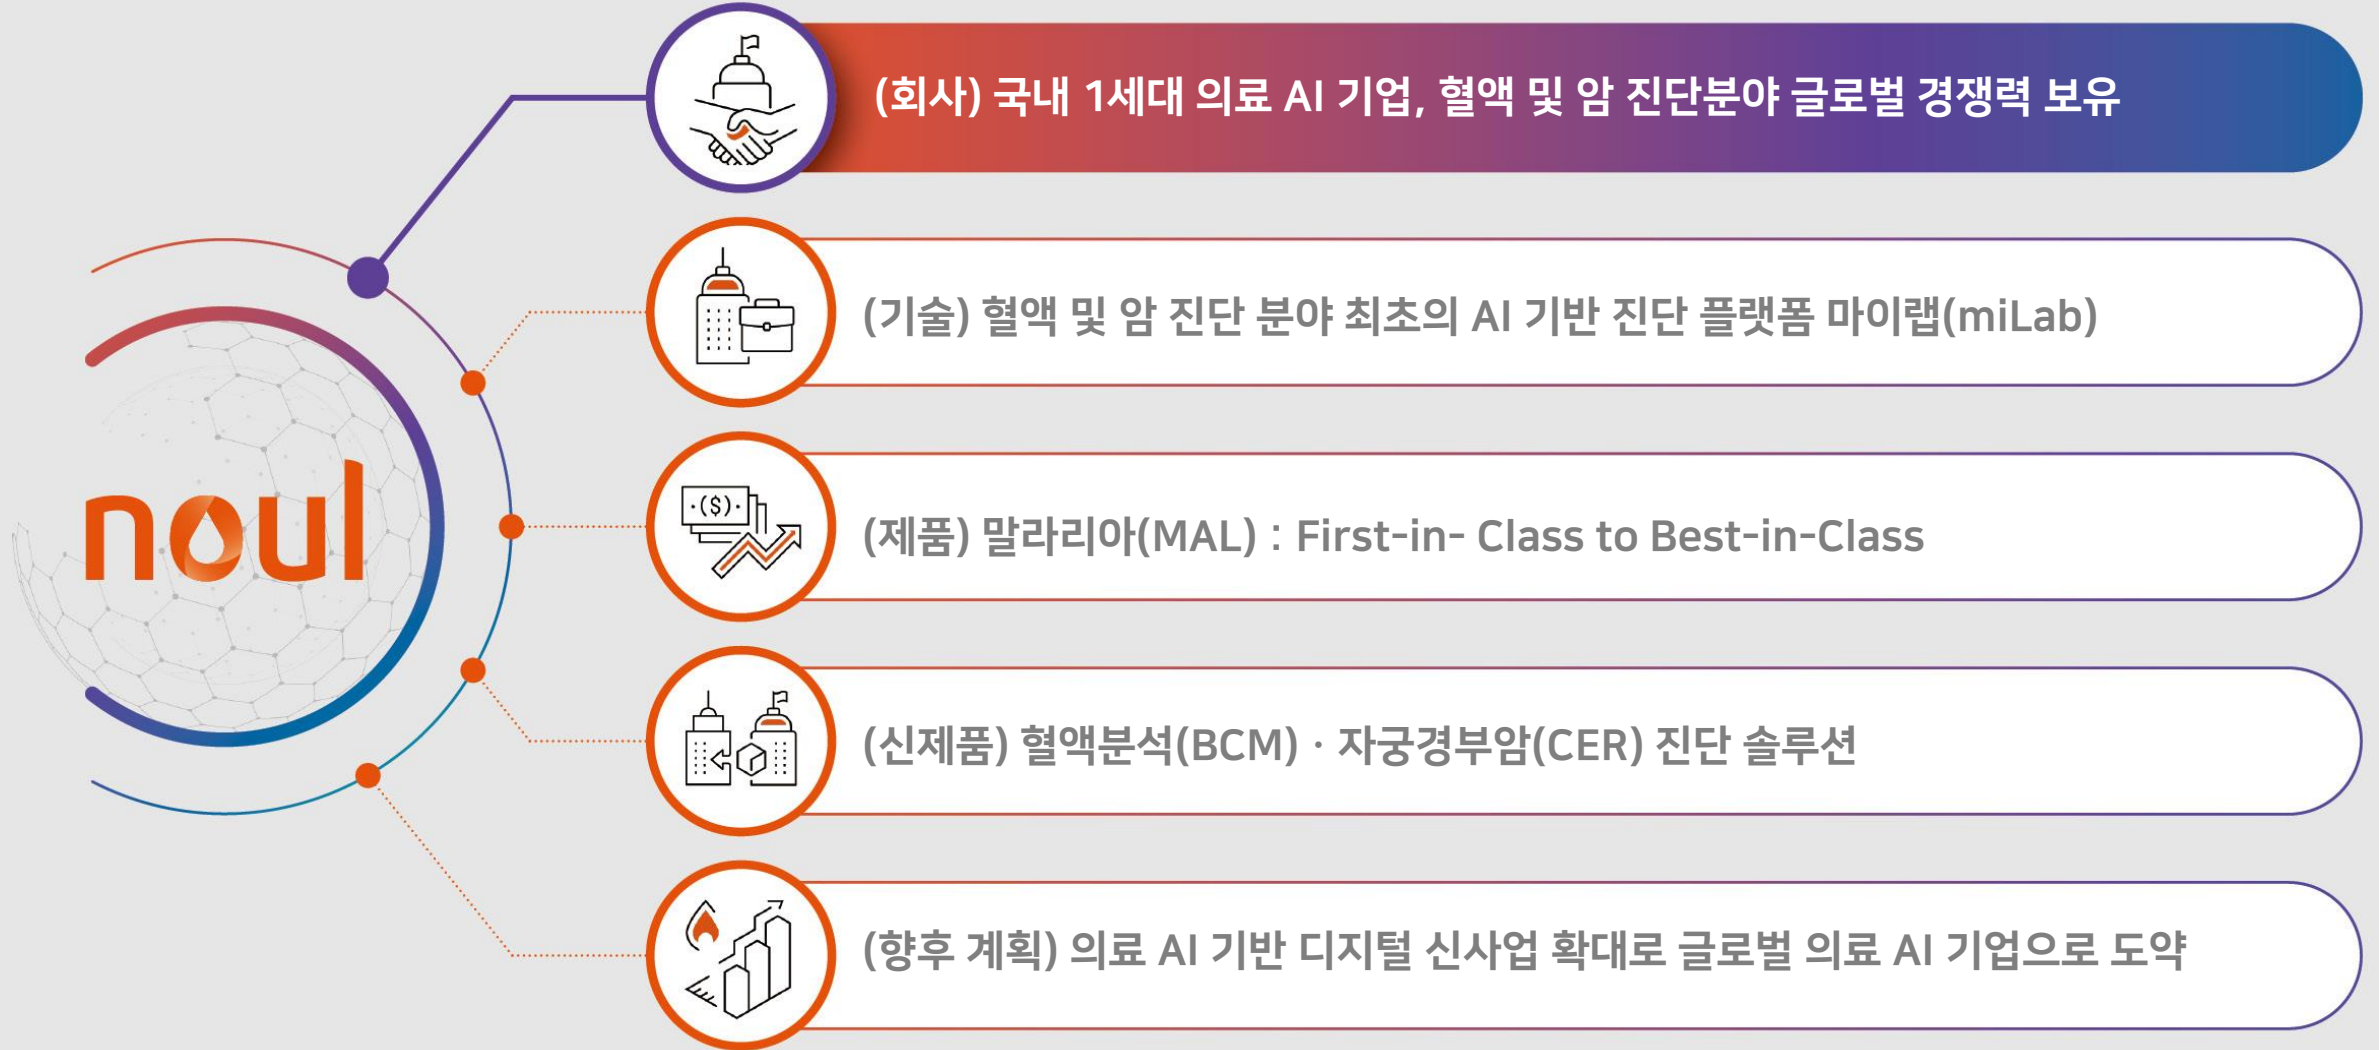 (회사) 국내 1세대 의료 AI 기업, 혈액 및 암 진단분야 글로벌 경쟁력 보유
(기술) 혈액 및 암 진단 분야 최초의 AI 기반 진단 플랫폼 마이랩(miLab)
noul
($)
(제품) 말라리아(MAL) : First-in- Class to Best-in-Class
(신제품) 혈액분석(BCM) · 자궁경부암(CER) 진단 솔루션
(향후 계획) 의료 AI 기반 디지털 신사업 확대로 글로벌 의료 AI 기업으로 도약